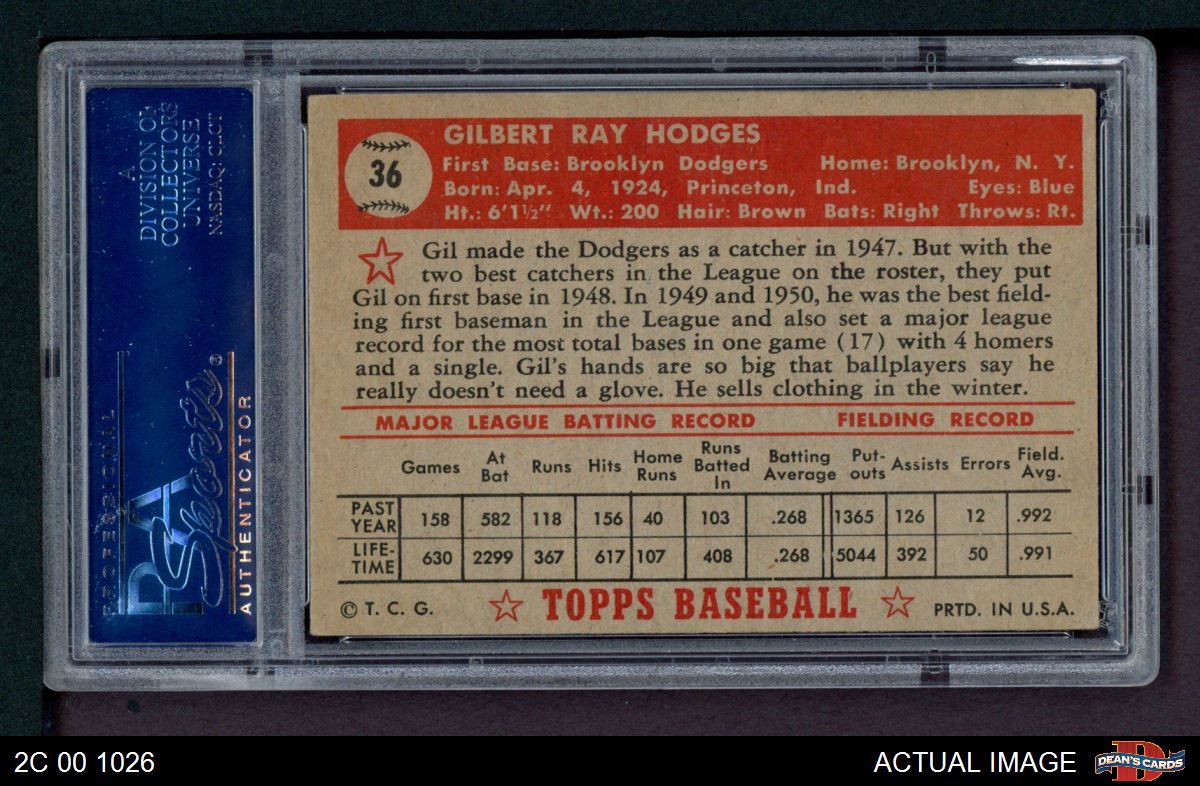 A
DIVISION OF
COLLECTORS
UNIVERSE
NASDAQ: CLCT
PROFESSIONAL
PSA
Sports®
AUTHENTICATOR
36
GILBERT RAY HODGES
First Base: Brooklyn Dodgers Home: Brooklyn, N. Y.
Born: Apr. 4, 1924, Princeton, Ind. Eyes: Blue
Ht.: 6'1½" Wt.: 200 Hair: Brown Bats: Right Throws: Rt.
Gil made the Dodgers as a catcher in 1947. But with the
two best catchers in the League on the roster, they put
Gil on first base in 1948. In 1949 and 1950, he was the best field-
ing first baseman in the League and also set a major league
record for the most total bases in one game (17) with 4 homers
and a single. Gil's hands are so big that ballplayers say he
really doesn't need a glove. He sells clothing in the winter.
MAJOR LEAGUE BATTING RECORD FIELDING RECORD
Games At Bat Runs Hits Home Runs Runs Batted In Batting Average Put-outs Assists Errors Field. Avg.
PAST YEAR 158 582 118 156 40 103 .268 1365 126 12 .992
LIFE-TIME 630 2299 367 617 107 408 .268 5044 392 50 .991
© T. C. G. TOPPS BASEBALL PRTD. IN U.S.A.
2C 00 1026 ACTUAL IMAGE D DEAN'S CARDS